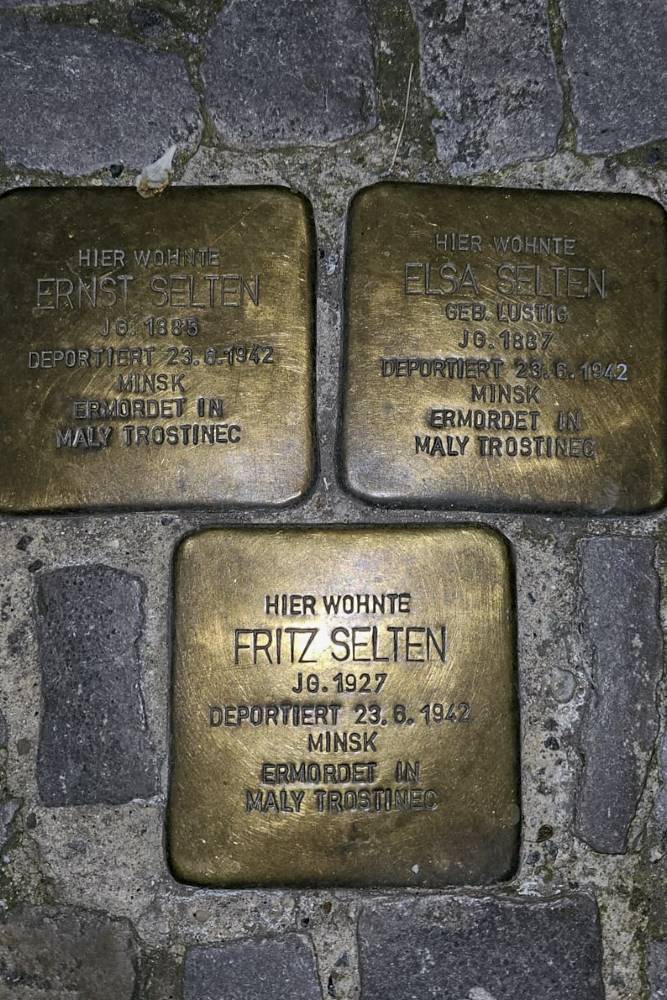 HIER WOHNTE
ERNST SELTEN
JG. 1885
DEPORTIERT 23.6.1942
MINSK
ERMORDET IN
MALY TROSTINEC
HIER WOHNTE
ELSA SELTEN
GEB. LUSTIG
JG. 1887
DEPORTIERT 23.6.1942
MINSK
ERMORDET IN
MALY TROSTINEC
HIER WOHNTE
FRITZ SELTEN
JG. 1927
DEPORTIERT 23.6.1942
MINSK
ERMORDET IN
MALY TROSTINEC